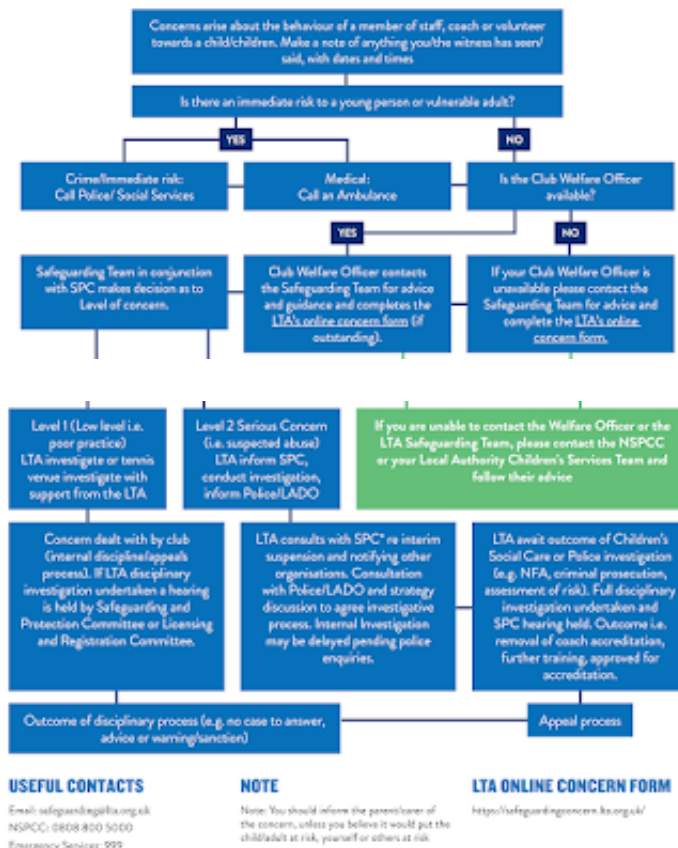 Concerns arise about the behaviour of a member of staff, coach or volunteer
towards a child/children. Make a note of anything you/the witness has seen/
said, with dates and times
Is there an immediate risk to a young person or vulnerable adult?
YES
NO
Crime/Immediate risk:
Call Police/ Social Services
Medical:
Call an Ambulance
Is the Club Welfare Officer
available?
YES
NO
Safeguarding Team in conjunction
with SPC makes decision as to
Level of concern.
Club Welfare Officer contacts
the Safeguarding Team for advice
and guidance and completes the
LTA's online concern form (if
outstanding).
If your Club Welfare Officer is
unavailable please contact the
Safeguarding Team for advice and
complete the LTA's online
concern form.
Level 1 (Low level i.e.
poor practice)
LTA investigate or tennis
venue investigate with
support from the LTA
Level 2 Serious Concern
(i.e. suspected abuse)
LTA inform SPC,
conduct investigation,
inform Police/LADO
If you are unable to contact the Welfare Officer or the
LTA Safeguarding Team, please contact the NSPCC
or your Local Authority Children's Services Team and
follow their advice
Concern dealt with by club
(internal discipline/appeals
process). If LTA disciplinary
investigation undertaken a hearing
is held by Safeguarding and
Protection Committee or Licensing
and Registration Committee.
LTA consults with SPC* re interim
suspension and notifying other
organisations. Consultation
with Police/LADO and strategy
discussion to agree investigative
process. Internal Investigation
may be delayed pending police
enquiries.
LTA await outcome of Children's
Social Care or Police investigation
(e.g. NFA, criminal prosecution,
assessment of risk). Full disciplinary
investigation undertaken and
SPC hearing held. Outcome i.e.
removal of coach accreditation,
further training, approved for
accreditation.
Outcome of disciplinary process (e.g. no case to answer,
advice or warning/sanction)
Appeal process
USEFUL CONTACTS
Email: safeguarding@lta.org.uk
NSPCC: 0808 800 5000
Emergency Services: 999
NOTE
Note: You should inform the parent/carer of
the concern, unless you believe it would put the
child/adult at risk, yourself or others at risk
LTA ONLINE CONCERN FORM
https://safeguardingconcern.lta.org.uk/